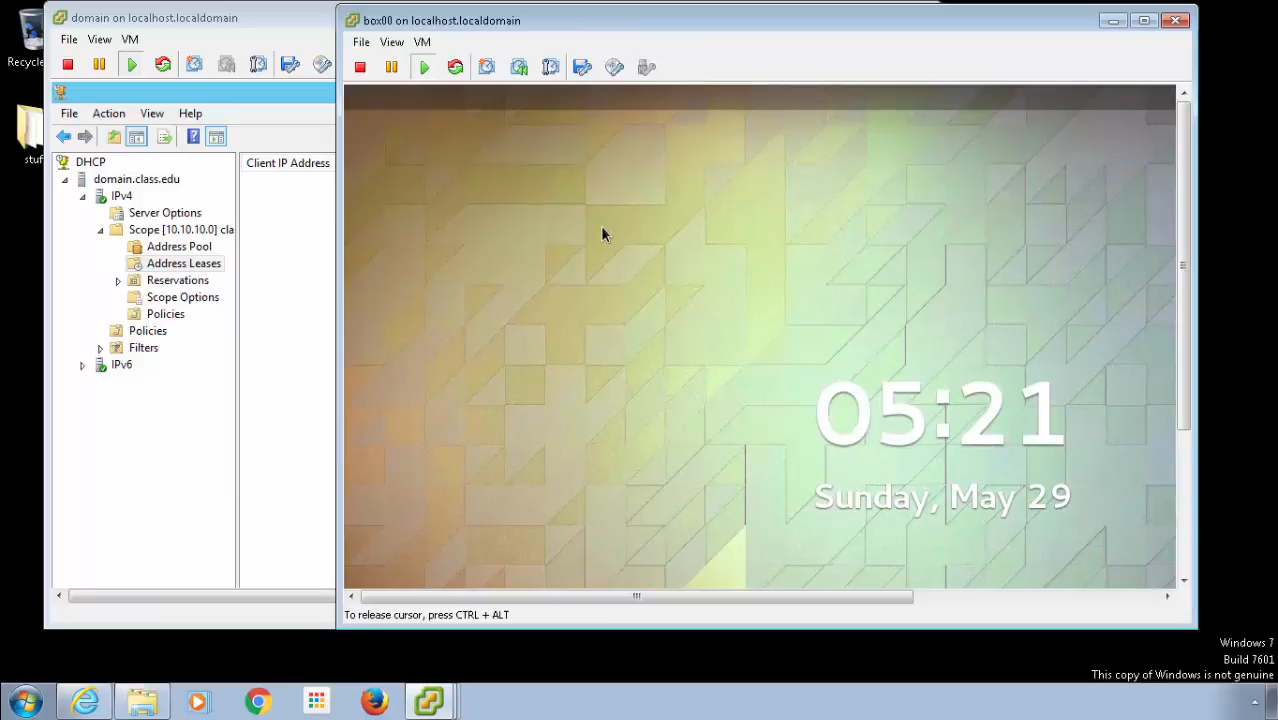 domain on localhost.localdomain
File View VM
File Action View Help
DHCP
domain.class.edu
IPv4
Server Options
Scope [10.10.10.0] cla
Address Pool
Address Leases
Reservations
Scope Options
Policies
Policies
Filters
IPv6
Client IP Address
box00 on localhost.localdomain
File View VM
05:21
Sunday, May 29
To release cursor, press CTRL + ALT
Recycle
stuf
Windows 7
Build 7601
This copy of Windows is not genuine